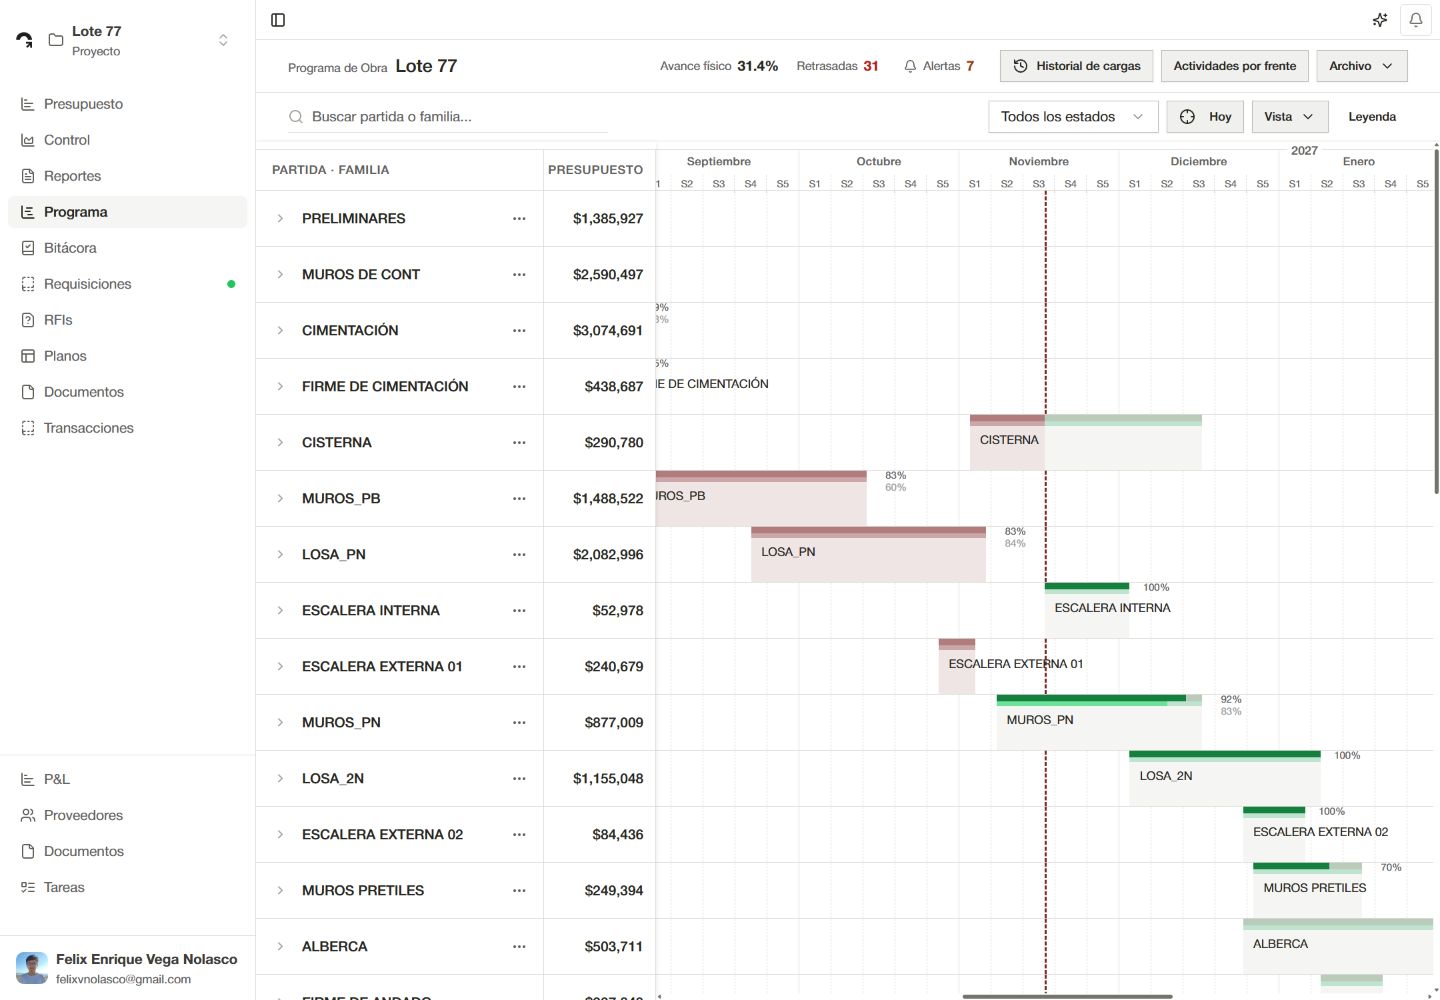 Lote 77
Proyecto
Presupuesto
Control
Reportes
Programa
Bitácora
Requisiciones
RFIs
Planos
Documentos
Transacciones
P&L
Proveedores
Documentos
Tareas
Felix Enrique Vega Nolasco
felixvnolasco@gmail.com
Programa de Obra Lote 77
Avance físico 31.4% Retrasadas 31 Alertas 7
Historial de cargas Actividades por frente Archivo
Buscar partida o familia...
Todos los estados Hoy Vista Leyenda
2027
PARTIDA · FAMILIA PRESUPUESTO Septiembre Octubre Noviembre Diciembre Enero
1 S2 S3 S4 S5 S1 S2 S3 S4 S5 S1 S2 S3 S4 S5 S1 S2 S3 S4 S5 S1 S2 S3 S4 S5
PRELIMINARES ... $1,385,927
MUROS DE CONT ... $2,590,497
CIMENTACIÓN ... $3,074,691
9%
3%
FIRME DE CIMENTACIÓN ... $438,687
5%
IE DE CIMENTACIÓN
CISTERNA ... $290,780
CISTERNA
MUROS_PB ... $1,488,522
UROS_PB
83%
60%
LOSA_PN ... $2,082,996
LOSA_PN
83%
84%
ESCALERA INTERNA ... $52,978
ESCALERA INTERNA
100%
ESCALERA EXTERNA 01 ... $240,679
ESCALERA EXTERNA 01
MUROS_PN ... $877,009
MUROS_PN
92%
83%
LOSA_2N ... $1,155,048
LOSA_2N
100%
ESCALERA EXTERNA 02 ... $84,436
ESCALERA EXTERNA 02
100%
MUROS PRETILES ... $249,394
MUROS PRETILES
70%
ALBERCA ... $503,711
ALBERCA